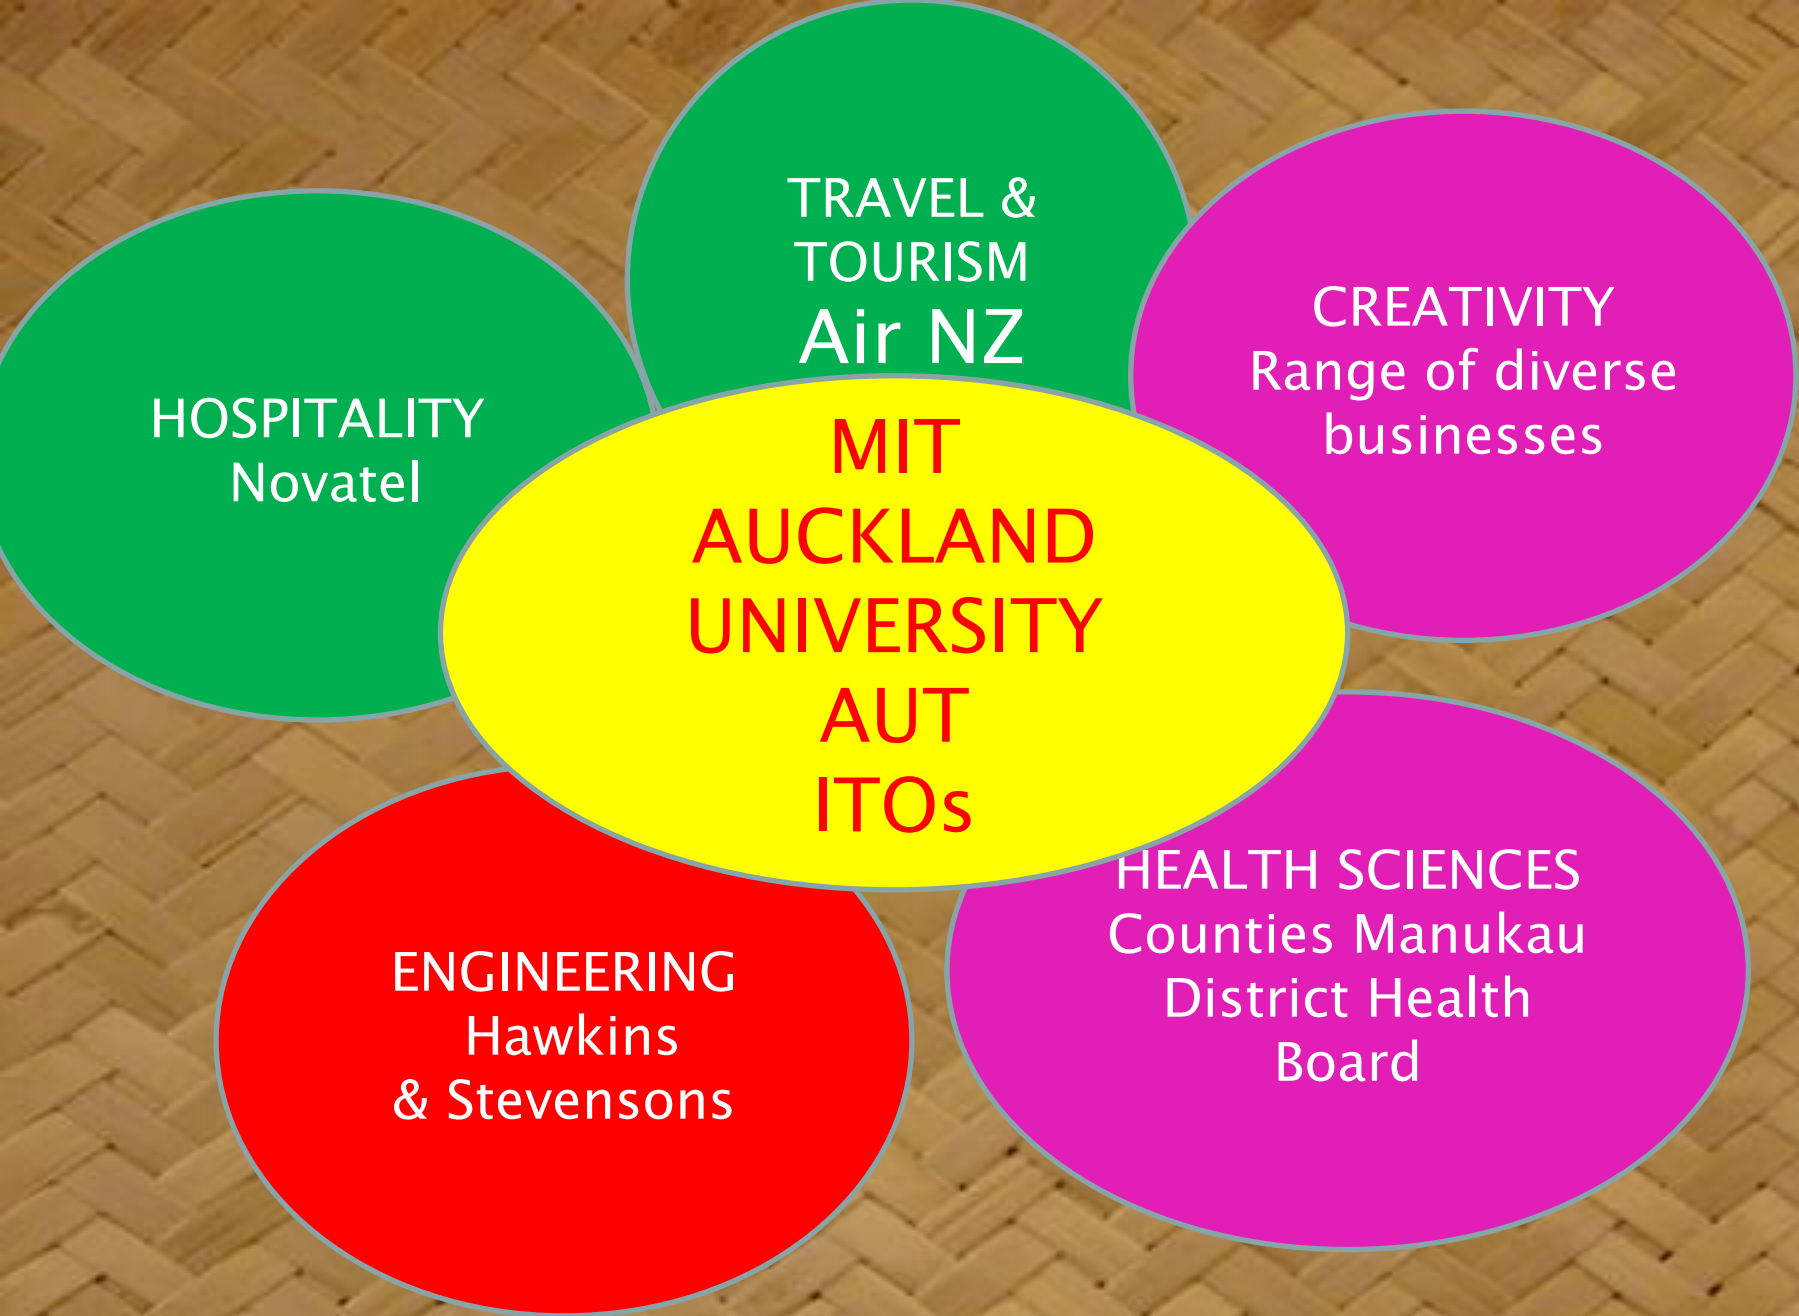 TRAVEL &
TOURISM
Air NZ
CREATIVITY
Range of diverse
businesses
HOSPITALITY
Novatel
MIT
AUCKLAND
UNIVERSITY
AUT
ITOs
ENGINEERING
Hawkins
& Stevensons
HEALTH SCIENCES
Counties Manukau
District Health
Board